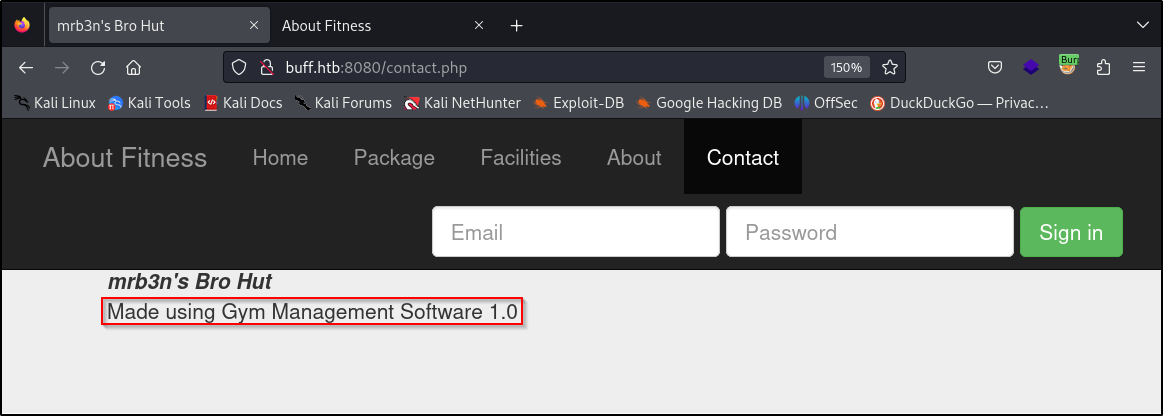 mrb3n's Bro Hut
About Fitness
buff.htb:8080/contact.php
150%
Buff
Kali Linux
Kali Tools
Kali Docs
Kali Forums
Kali NetHunter
Exploit-DB
Google Hacking DB
OffSec
DuckDuckGo — Privac…
About Fitness
Home
Package
Facilities
About
Contact
Email
Password
Sign in
mrb3n's Bro Hut
Made using Gym Management Software 1.0